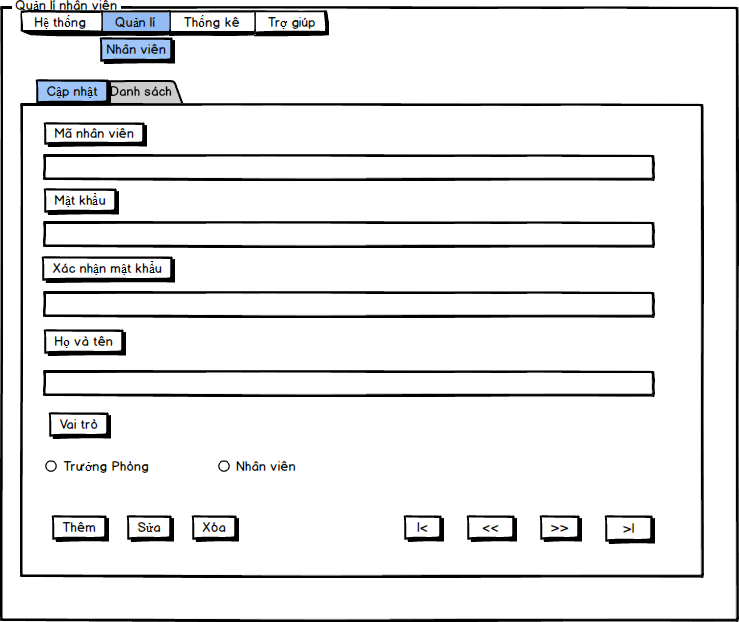 Quản lí nhân viên
Hệ thống Quản lí Thống kê Trợ giúp
Nhân viên
Cập nhật Danh sách
Mã nhân viên
Mật khẩu
Xác nhận mật khẩu
Họ và tên
Vai trò
Trưởng Phòng Nhân viên
Thêm Sửa Xóa |< << >> >|